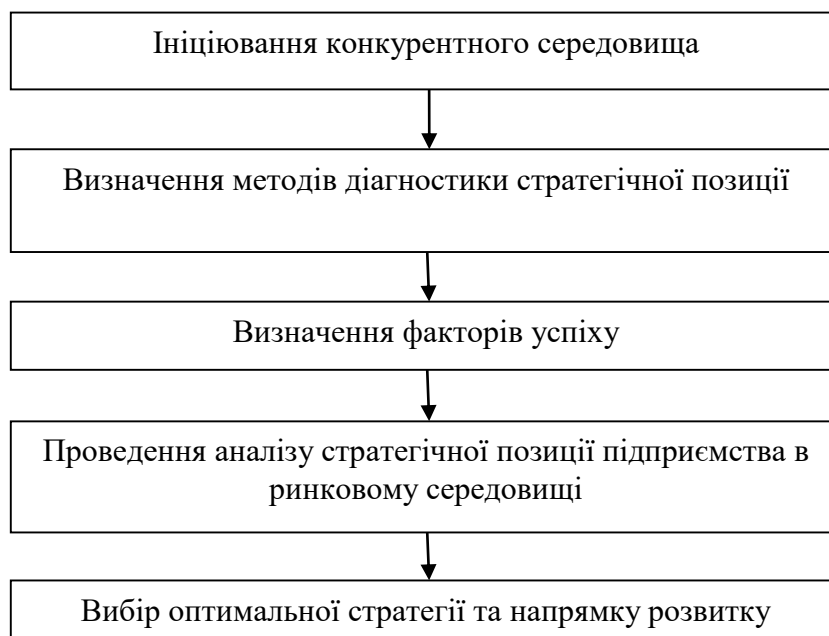 Ініціювання конкурентного середовища
Визначення методів діагностики стратегічної позиції
Визначення факторів успіху
Проведення аналізу стратегічної позиції підприємства в
ринковому середовищі
Вибір оптимальної стратегії та напрямку розвитку